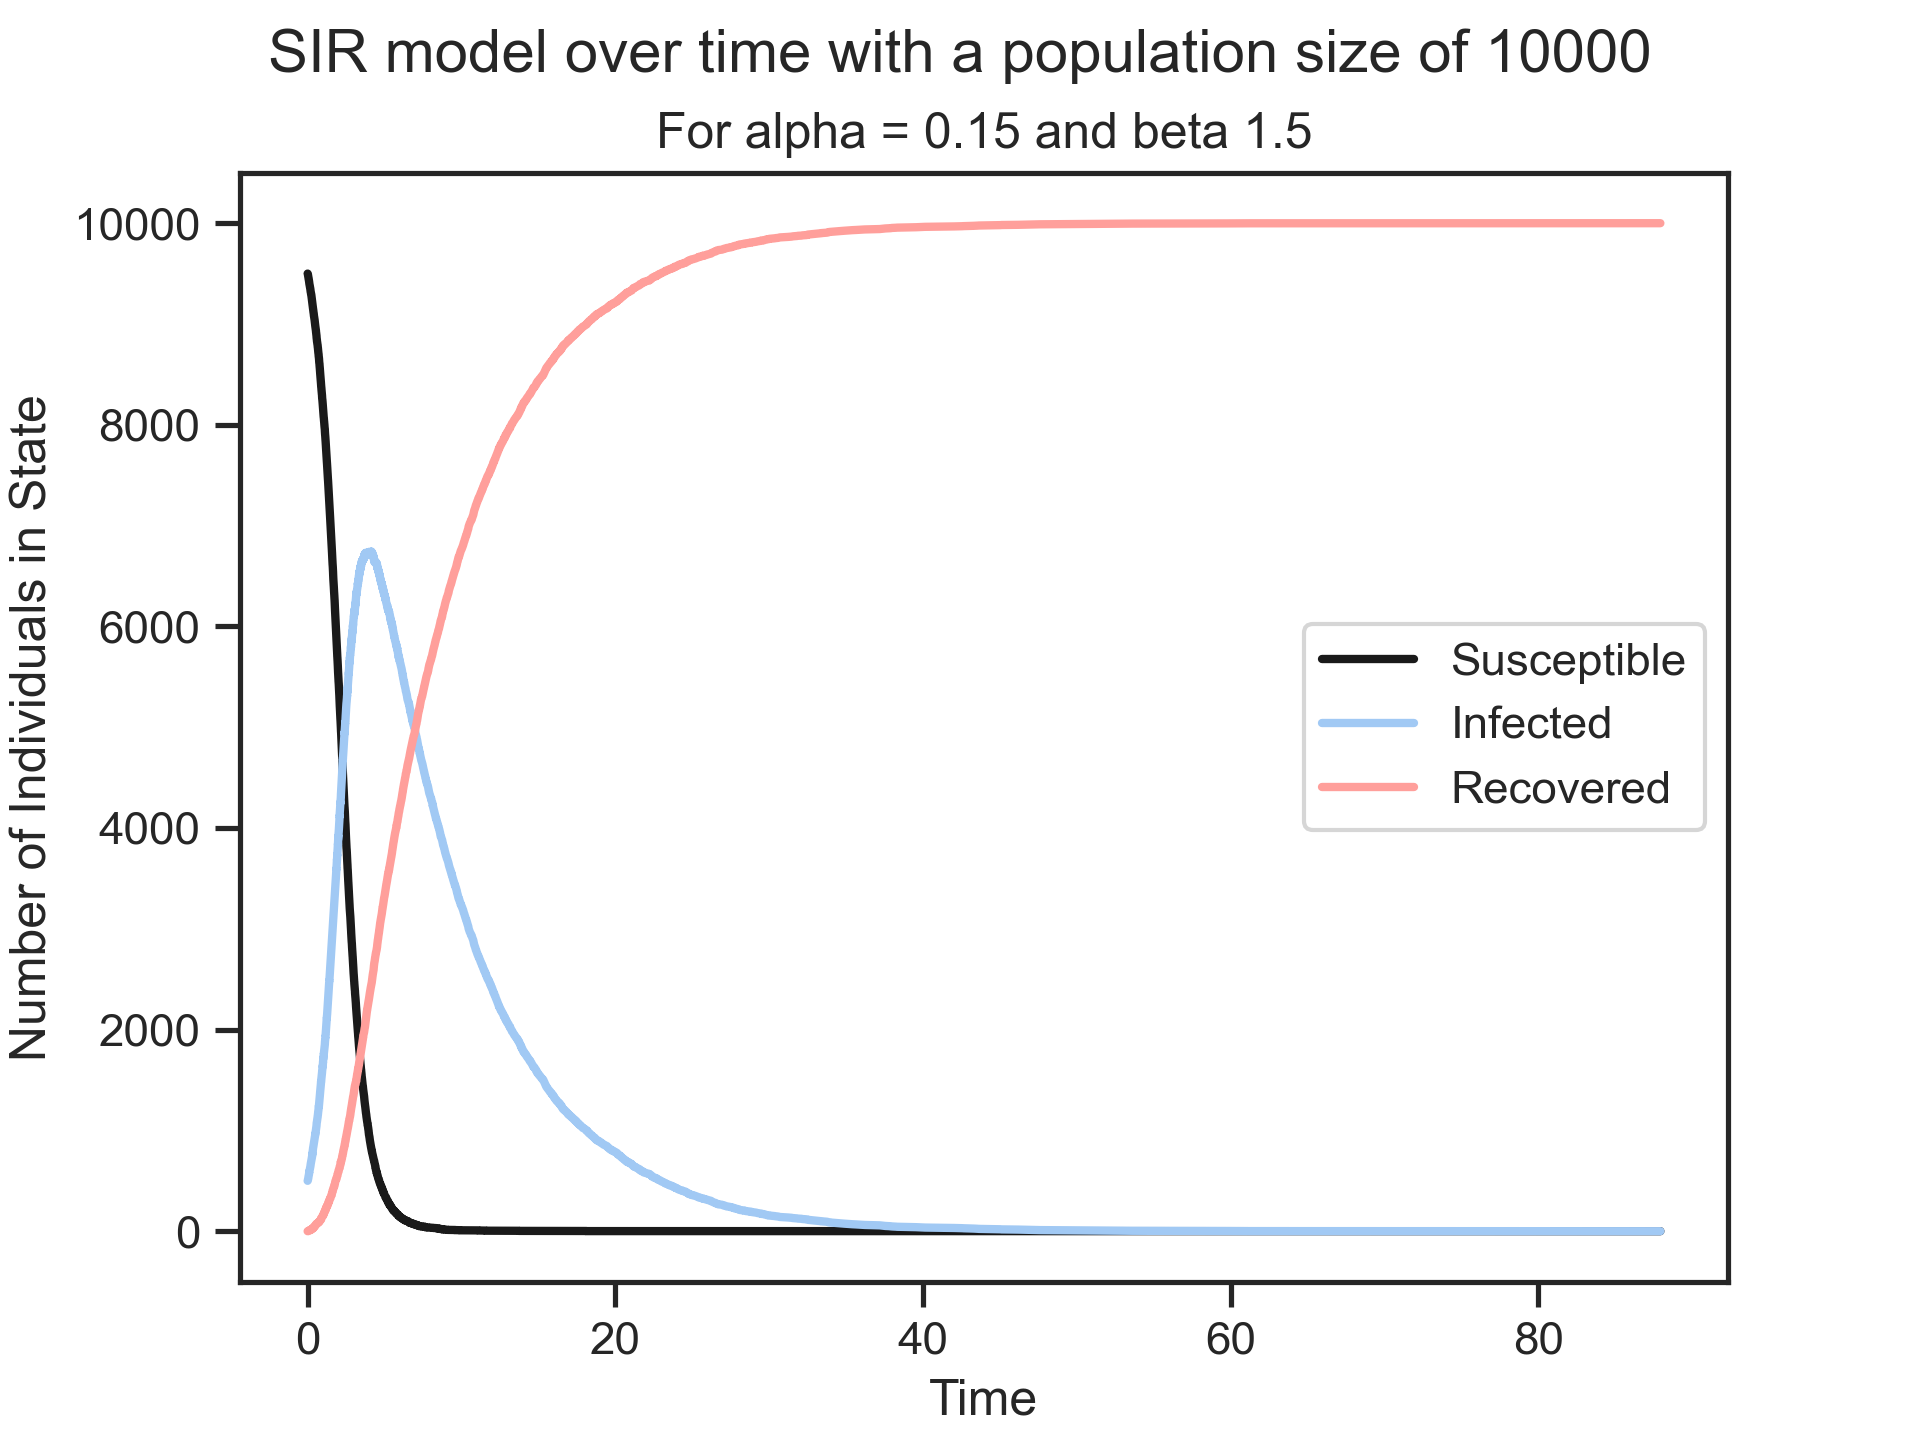 SIR model over time with a population size of 10000
For alpha = 0.15 and beta 1.5
Number of Individuals in State
10000
8000
6000
4000
2000
0
Susceptible
Infected
Recovered
0 20 40 60 80
Time